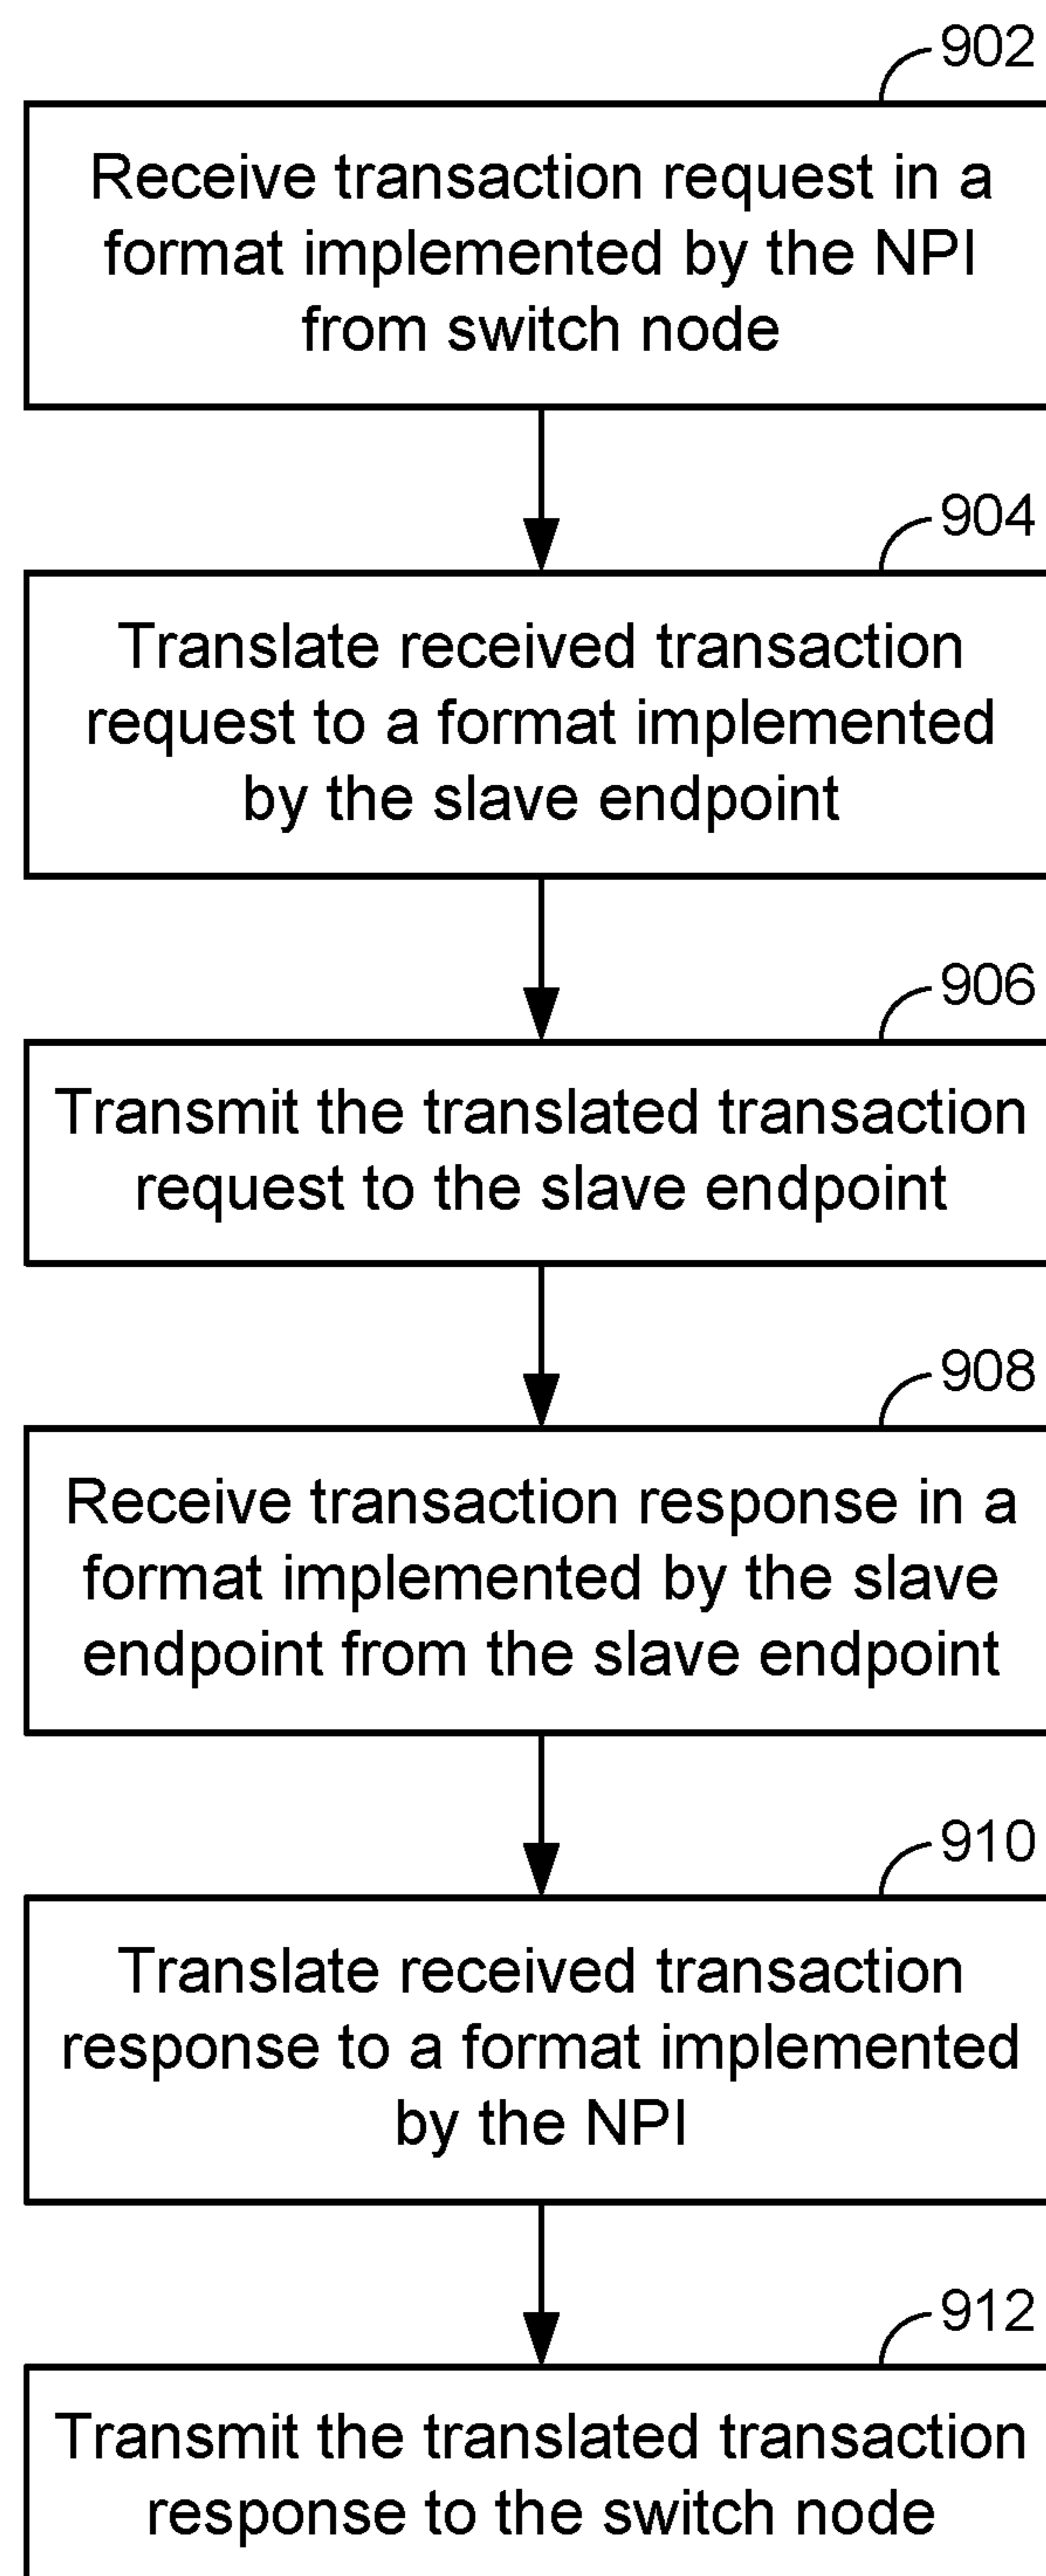 902
Receive transaction request in a
format implemented by the NPI
from switch node
904
Translate received transaction
request to a format implemented
by the slave endpoint
906
Transmit the translated transaction
request to the slave endpoint
908
Receive transaction response in a
format implemented by the slave
endpoint from the slave endpoint
910
Translate received transaction
response to a format implemented
by the NPI
912
Transmit the translated transaction
response to the switch node